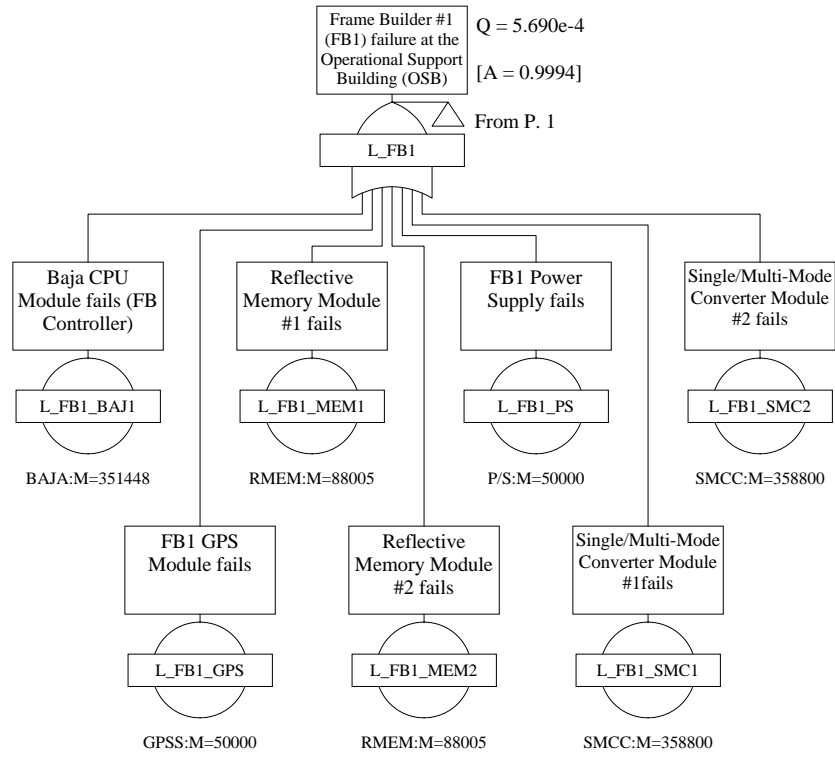 Frame Builder #1
(FB1) failure at the
Operational Support
Building (OSB)
Q = 5.690e-4
[A = 0.9994]
From P. 1
L_FB1
Baja CPU
Module fails (FB
Controller)
L_FB1_BAJ1
BAJA:M=351448
Reflective
Memory Module
#1 fails
L_FB1_MEM1
RMEM:M=88005
FB1 Power
Supply fails
L_FB1_PS
P/S:M=50000
Single/Multi-Mode
Converter Module
#2 fails
L_FB1_SMC2
SMCC:M=358800
FB1 GPS
Module fails
L_FB1_GPS
GPSS:M=50000
Reflective
Memory Module
#2 fails
L_FB1_MEM2
RMEM:M=88005
Single/Multi-Mode
Converter Module
#1fails
L_FB1_SMC1
SMCC:M=358800